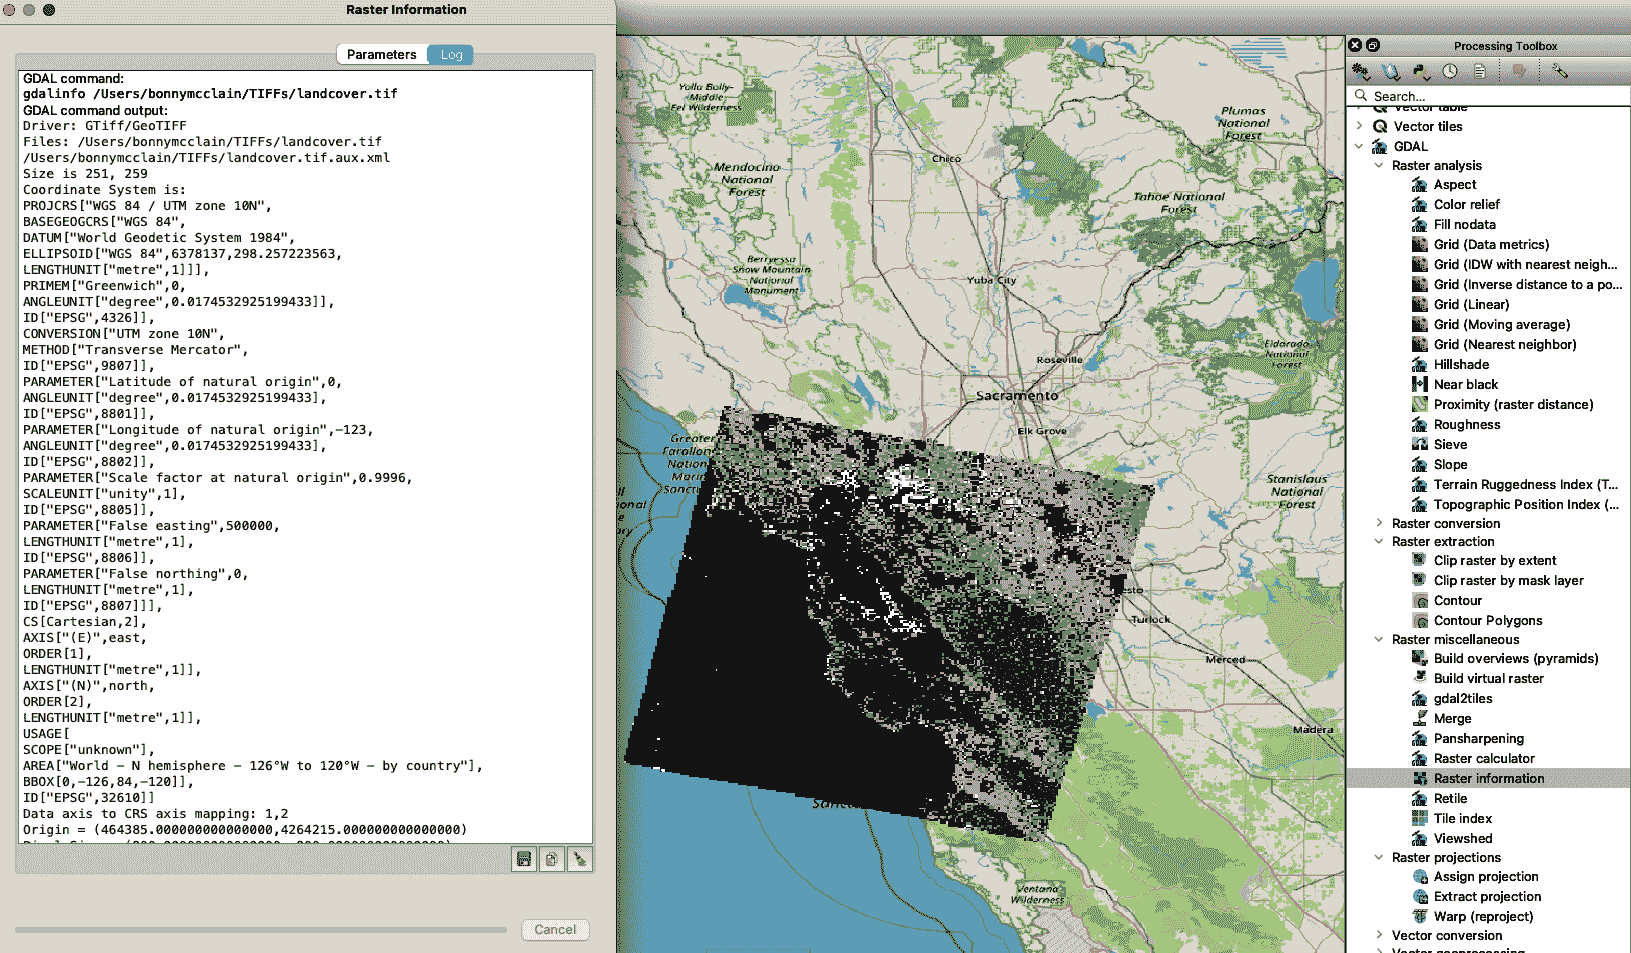 Raster Information
Parameters
Log
GDAL command:
gdalinfo /Users/bonnymcclain/TIFFs/landcover.tif
GDAL command output:
Driver: GTiff/GeoTIFF
Files: /Users/bonnymcclain/TIFFs/landcover.tif
/Users/bonnymcclain/TIFFs/landcover.tif.aux.xml
Size is 251, 259
Coordinate System is:
PROJCRS["WGS 84 / UTM zone 10N",
BASEGEOGCRS["WGS 84",
DATUM["World Geodetic System 1984",
ELLIPSOID["WGS 84",6378137,298.257223563,
LENGTHUNIT["metre",1]]],
PRIMEM["Greenwich",0,
ANGLEUNIT["degree",0.0174532925199433]],
ID["EPSG",4326]],
CONVERSION["UTM zone 10N",
METHOD["Transverse Mercator",
ID["EPSG",9807]],
PARAMETER["Latitude of natural origin",0,
ANGLEUNIT["degree",0.0174532925199433],
ID["EPSG",8801]],
PARAMETER["Longitude of natural origin",-123,
ANGLEUNIT["degree",0.0174532925199433],
ID["EPSG",8802]],
PARAMETER["Scale factor at natural origin",0.9996,
SCALEUNIT["unity",1],
ID["EPSG",8805]],
PARAMETER["False easting",500000,
LENGTHUNIT["metre",1],
ID["EPSG",8806]],
PARAMETER["False northing",0,
LENGTHUNIT["metre",1],
ID["EPSG",8807]]],
CS[Cartesian,2],
AXIS["(E)",east,
ORDER[1],
LENGTHUNIT["metre",1]],
AXIS["(N)",north,
ORDER[2],
LENGTHUNIT["metre",1]],
USAGE[
SCOPE["unknown"],
AREA["World – N hemisphere – 126°W to 120°W – by country"],
BBOX[0,-126,84,-120]],
ID["EPSG",32610]]
Data axis to CRS axis mapping: 1,2
Origin = (464385.000000000000000,4264215.000000000000000)
Cancel
Yolla Bolly-
Middle
Eel Wilderness
Plumas
National
Forest
Chico
Mendocino
National
Forest
Tahoe National
Forest
Berryessa
Snow Mountain
National
Monument
Yuba City
Eldorado
National
Forest
Roseville
Sacramento
Elk Grove
Greater
Farallon
Nation
Marin
Sanctu
Stanislaus
National
Forest
esto
Turlock
Merced
Madera
Ventana
Wilderness
Processing Toolbox
Search...
Vector table
Vector tiles
GDAL
Raster analysis
Aspect
Color relief
Fill nodata
Grid (Data metrics)
Grid (IDW with nearest neigh...
Grid (Inverse distance to a po...
Grid (Linear)
Grid (Moving average)
Grid (Nearest neighbor)
Hillshade
Near black
Proximity (raster distance)
Roughness
Sieve
Slope
Terrain Ruggedness Index (T...
Topographic Position Index (...
Raster conversion
Raster extraction
Clip raster by extent
Clip raster by mask layer
Contour
Contour Polygons
Raster miscellaneous
Build overviews (pyramids)
Build virtual raster
gdal2tiles
Merge
Pansharpening
Raster calculator
Raster information
Retile
Tile index
Viewshed
Raster projections
Assign projection
Extract projection
Warp (reproject)
Vector conversion